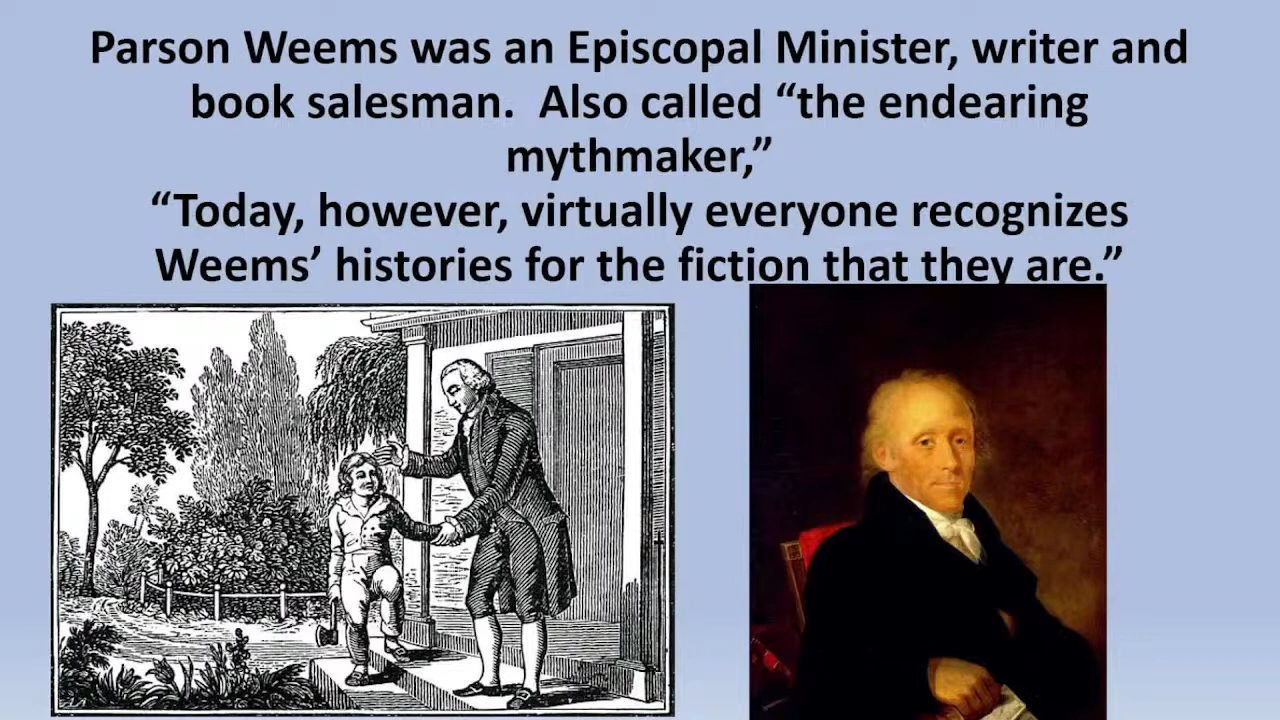 Parson Weems was an Episcopal Minister, writer and
book salesman.  Also called “the endearing
mythmaker,”
“Today, however, virtually everyone recognizes
Weems’ histories for the fiction that they are.”